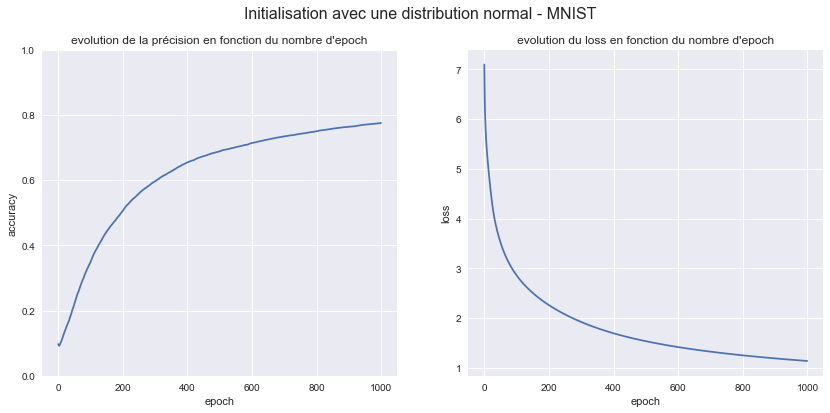 Initialisation avec une distribution normal - MNIST
evolution de la précision en fonction du nombre d'epoch
1.0
0.8
0.6
0.4
0.2
0.0
accuracy
0 200 400 600 800 1000
epoch
evolution du loss en fonction du nombre d'epoch
7
6
5
4
3
2
1
loss
0 200 400 600 800 1000
epoch